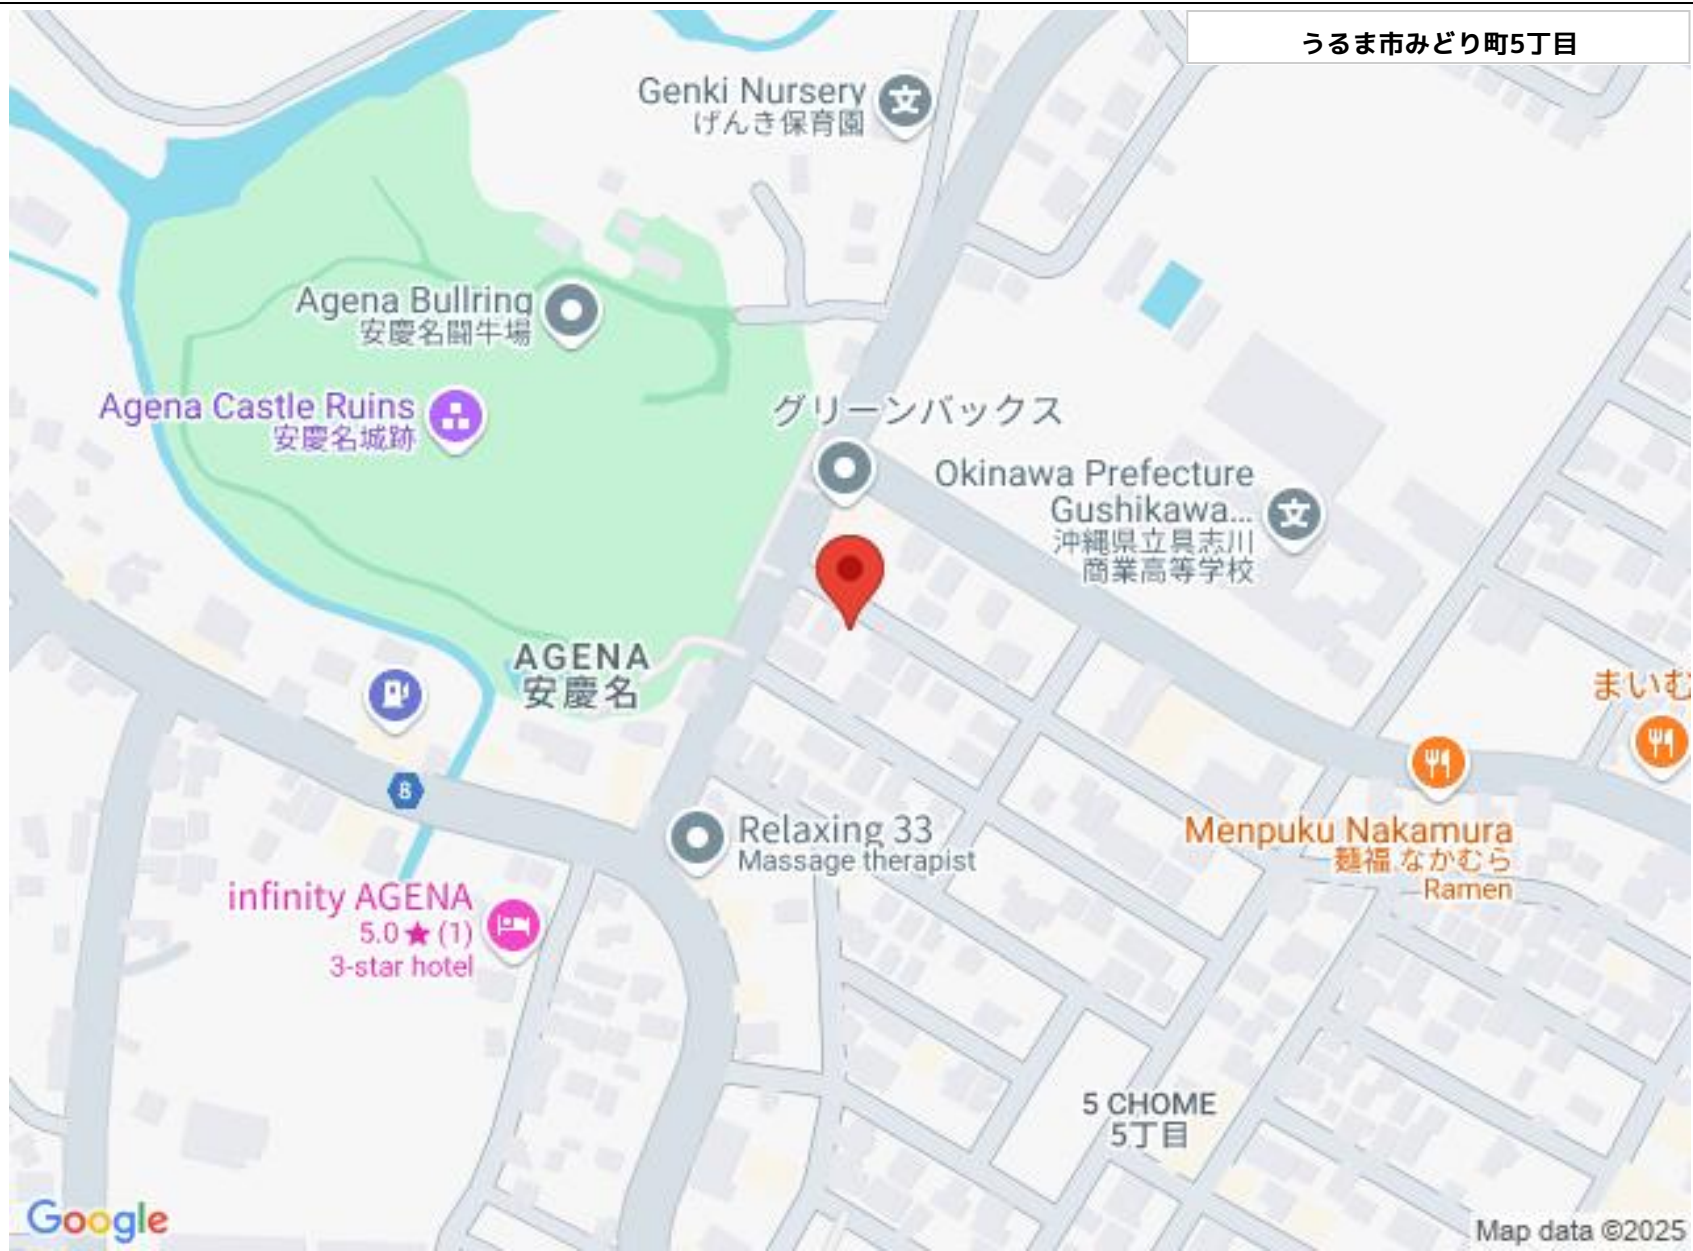 うるま市みどり町5丁目
Genki Nursery
げんき保育園
Agena Bullring
安慶名闘牛場
Agena Castle Ruins
安慶名城跡
グリーンバックス
Okinawa Prefecture
Gushikawa...
沖縄県立具志川
商業高等学校
AGENA
安慶名
まいむ
8
Relaxing 33
Massage therapist
Menpuku Nakamura
麺福 なかむら
Ramen
infinity AGENA
5.0★ (1)
3-star hotel
5 CHOME
5丁目
Google
Map data ©2025